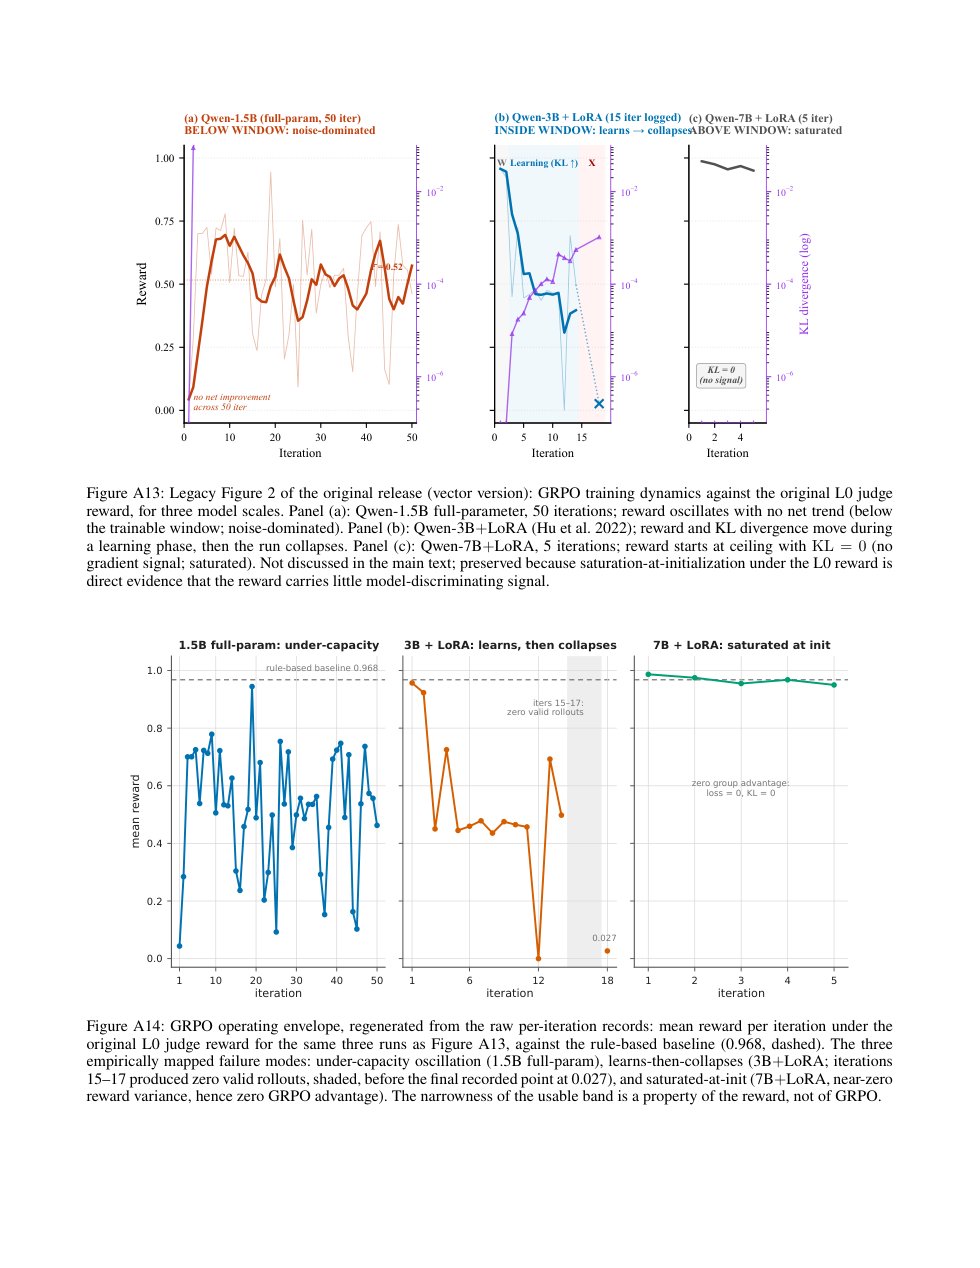 (a) Qwen-1.5B (full-param, 50 iter)
BELOW WINDOW: noise-dominated
(b) Qwen-3B + LoRA (15 iter logged)
INSIDE WINDOW: learns → collapses
(c) Qwen-7B + LoRA (5 iter)
ABOVE WINDOW: saturated
Reward
1.00
0.75
0.50
0.25
0.00
= 0.52
no net improvement
across 50 iter
0 10 20 30 40 50
Iteration
10⁻²
10⁻⁴
10⁻⁶
W Learning (KL ↑) X
0 5 10 15
Iteration
10⁻²
10⁻⁴
10⁻⁶
KL = 0
(no signal)
0 2 4
Iteration
10⁻²
10⁻⁴
10⁻⁶
KL divergence (log)
Figure A13: Legacy Figure 2 of the original release (vector version): GRPO training dynamics against the original L0 judge
reward, for three model scales. Panel (a): Qwen-1.5B full-parameter, 50 iterations; reward oscillates with no net trend (below
the trainable window; noise-dominated). Panel (b): Qwen-3B+LoRA (Hu et al. 2022); reward and KL divergence move during
a learning phase, then the run collapses. Panel (c): Qwen-7B+LoRA, 5 iterations; reward starts at ceiling with KL = 0 (no
gradient signal; saturated). Not discussed in the main text; preserved because saturation-at-initialization under the L0 reward is
direct evidence that the reward carries little model-discriminating signal.
1.5B full-param: under-capacity
3B + LoRA: learns, then collapses
7B + LoRA: saturated at init
mean reward
1.0
0.8
0.6
0.4
0.2
0.0
rule-based baseline 0.968
1 10 20 30 40 50
iteration
iters 15–17:
zero valid rollouts
0.027
1 6 12 18
iteration
zero group advantage:
loss = 0, KL = 0
1 2 3 4 5
iteration
Figure A14: GRPO operating envelope, regenerated from the raw per-iteration records: mean reward per iteration under the
original L0 judge reward for the same three runs as Figure A13, against the rule-based baseline (0.968, dashed). The three
empirically mapped failure modes: under-capacity oscillation (1.5B full-param), learns-then-collapses (3B+LoRA; iterations
15–17 produced zero valid rollouts, shaded, before the final recorded point at 0.027), and saturated-at-init (7B+LoRA, near-zero
reward variance, hence zero GRPO advantage). The narrowness of the usable band is a property of the reward, not of GRPO.